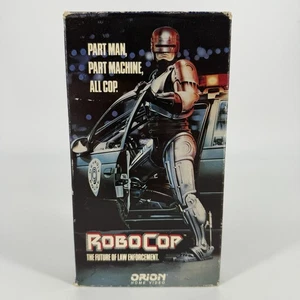 PART MAN,
PART MACHINE,
ALL COP.
ROBOCOP
THE FUTURE OF LAW ENFORCEMENT.
ORION
HOME VIDEO